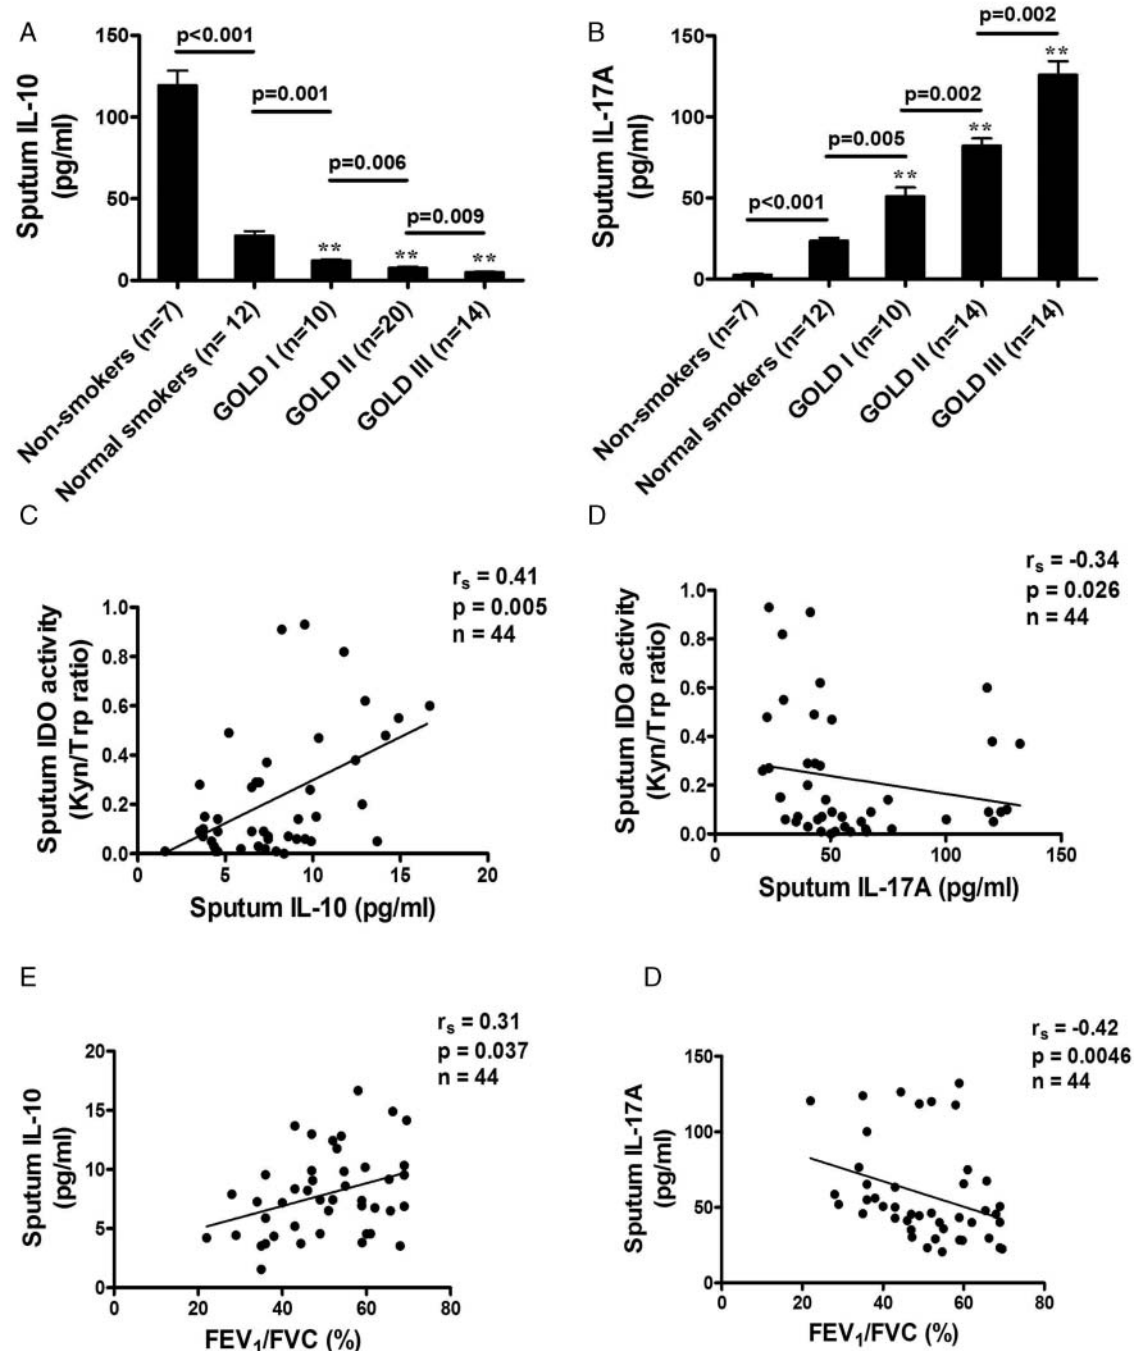 A
Sputum IL-10
(pg/ml)
150
100
50
0
p<0.001
p=0.001
p=0.006
p=0.009
**
**
**
Non-smokers (n=7)
Normal smokers (n= 12)
GOLD I (n=10)
GOLD II (n=20)
GOLD III (n=14)
B
Sputum IL-17A
(pg/ml)
150
100
50
0
p<0.001
p=0.005
p=0.002
p=0.002
**
**
**
Non-smokers (n=7)
Normal smokers (n=12)
GOLD I (n=10)
GOLD II (n=14)
GOLD III (n=14)
C
rs = 0.41
p = 0.005
n = 44
Sputum IDO activity
(Kyn/Trp ratio)
1.0
0.8
0.6
0.4
0.2
0.0
0 5 10 15 20
Sputum IL-10 (pg/ml)
D
rs = -0.34
p = 0.026
n = 44
Sputum IDO activity
(Kyn/Trp ratio)
1.0
0.8
0.6
0.4
0.2
0.0
0 50 100 150
Sputum IL-17A (pg/ml)
E
rs = 0.31
p = 0.037
n = 44
Sputum IL-10
(pg/ml)
20
15
10
5
0
0 20 40 60 80
FEV1/FVC (%)
D
rs = -0.42
p = 0.0046
n = 44
Sputum IL-17A
(pg/ml)
150
100
50
0
0 20 40 60 80
FEV1/FVC (%)